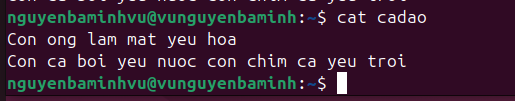 nguyenbaminhvu@vunguyenbaminh:~$ cat cadao
Con ong lam mat yeu hoa
Con ca boi yeu nuoc con chim ca yeu troi
nguyenbaminhvu@vunguyenbaminh:~$